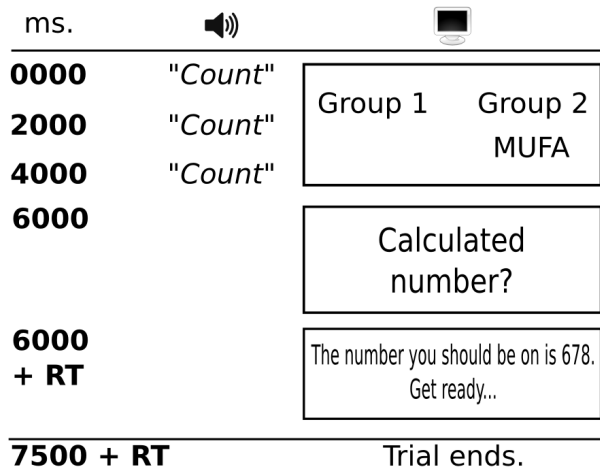 ms.
0000 "Count"
Group 1 Group 2
2000 "Count"
MUFA
4000 "Count"
6000
Calculated
number?
6000
+ RT
The number you should be on is 678.
Get ready...
7500 + RT Trial ends.